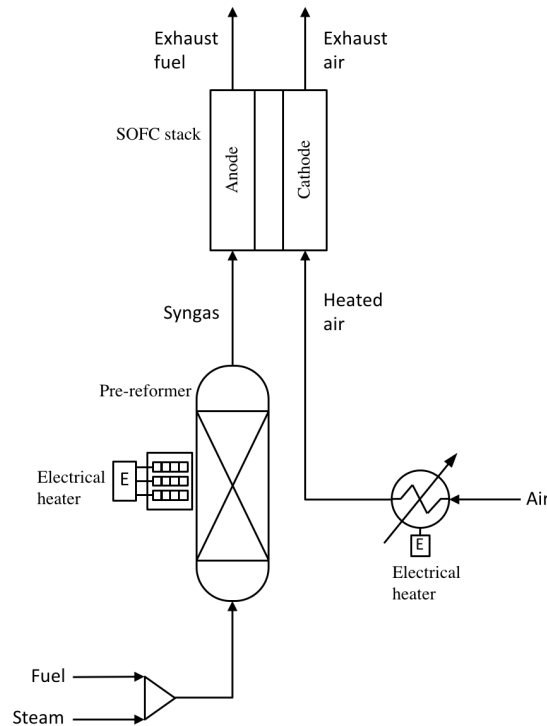 Exhaust
fuel
Exhaust
air
SOFC stack
Anode
Cathode
Syngas
Heated
air
Pre-reformer
Electrical
heater
E
Air
E
Electrical
heater
Fuel
Steam